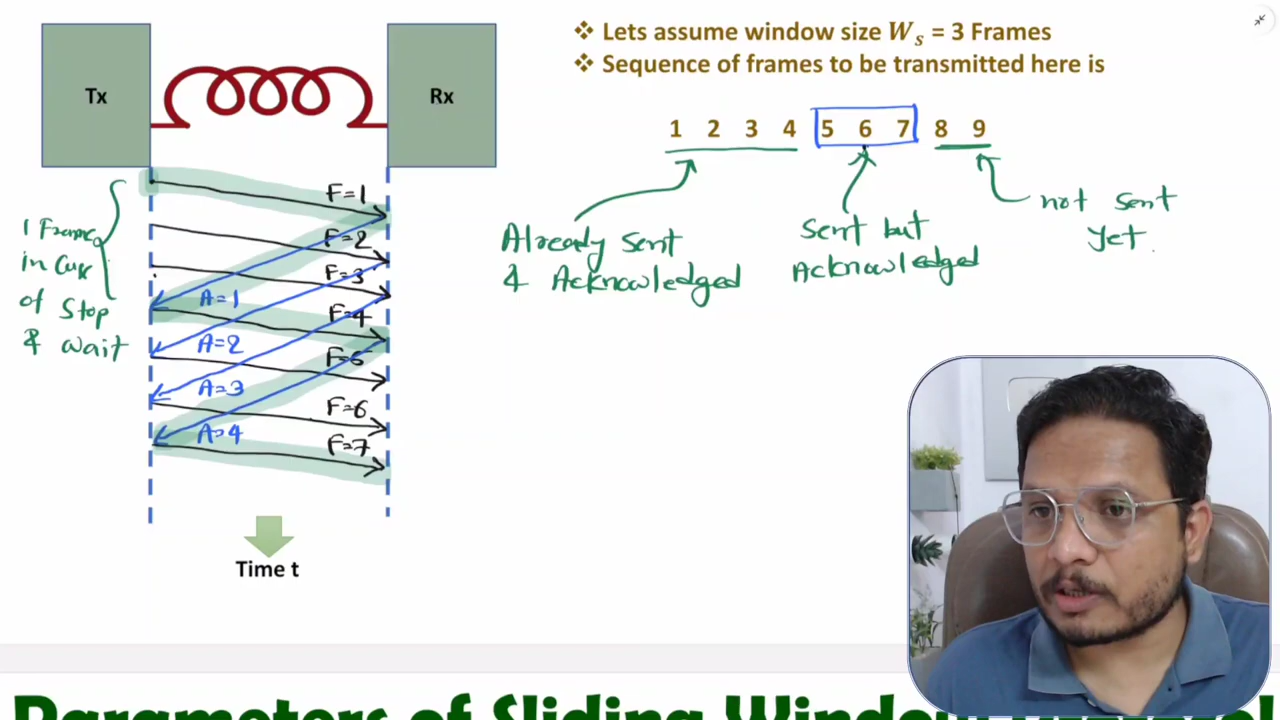 Tx
Rx
❖ Lets assume window size Wₛ = 3 Frames
❖ Sequence of frames to be transmitted here is
1 2 3 4 5 6 7 8 9
Already Sent
& Acknowledged
Sent but
Acknowledged
not sent
yet.
F=1
F=2
F=3
A=1
F=4
A=2
F=5
A=3
F=6
A=4
F=7
1 Frame
in Case
of Stop
& wait
Time t
Parameters of Sliding Window Protocol